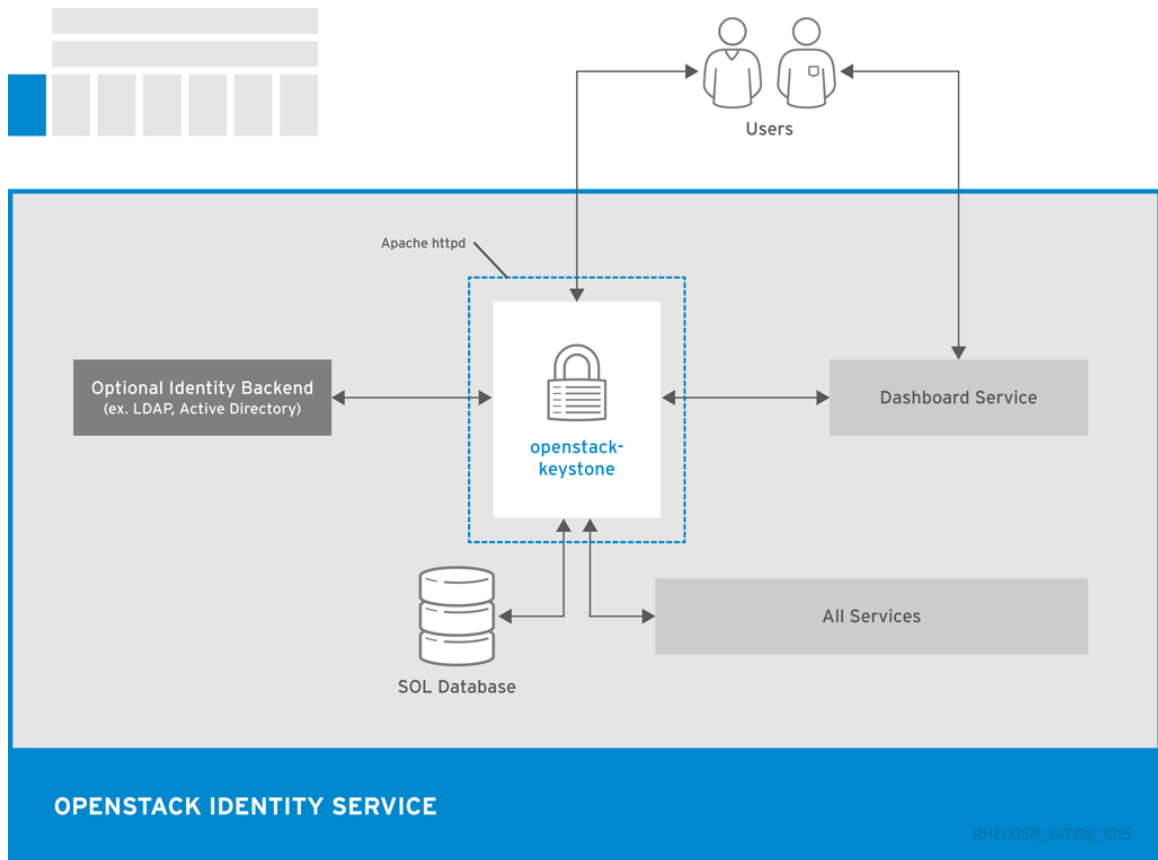 Users
Apache httpd
Optional Identity Backend
(ex. LDAP, Active Directory)
openstack-
keystone
Dashboard Service
All Services
SOL Database
OPENSTACK IDENTITY SERVICE
RHELOSP_347192_1015